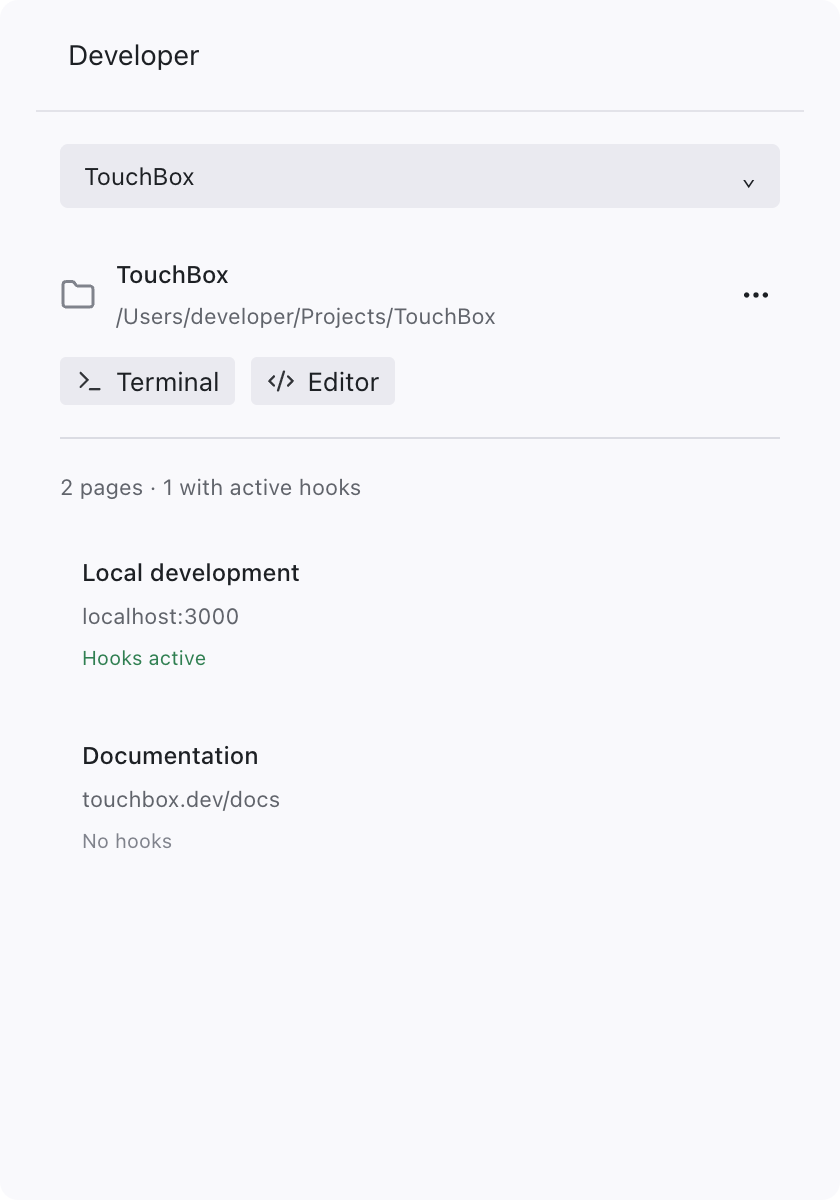 Developer
TouchBox
TouchBox
/Users/developer/Projects/TouchBox
Terminal
Editor
2 pages · 1 with active hooks
Local development
localhost:3000
Hooks active
Documentation
touchbox.dev/docs
No hooks